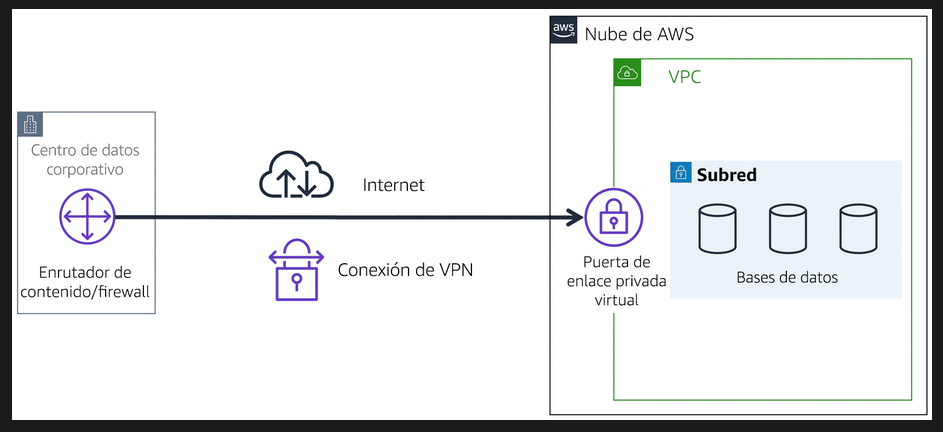 aws
Nube de AWS
VPC
Centro de datos
corporativo
Enrutador de
contenido/firewall
Internet
Conexión de VPN
Puerta de
enlace privada
virtual
Subred
Bases de datos